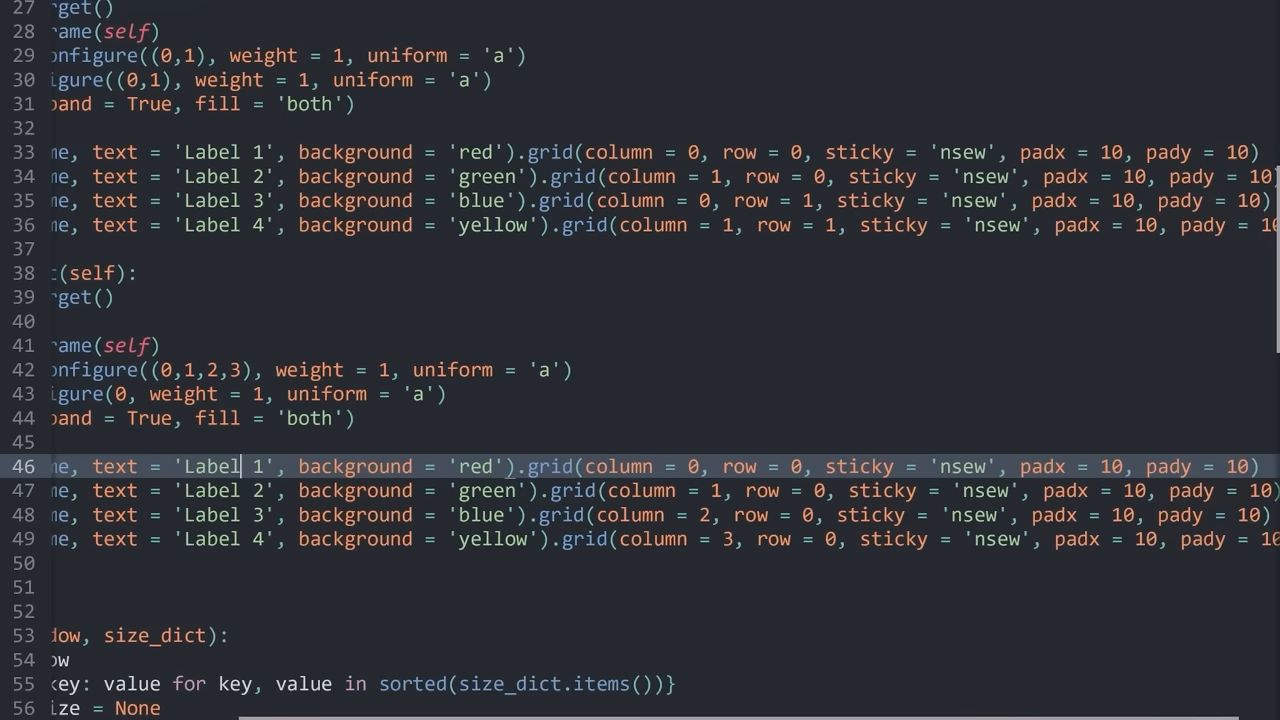 27 rget()
28 rame(self)
29 onfigure((0,1), weight = 1, uniform = 'a')
30 igure((0,1), weight = 1, uniform = 'a')
31 pand = True, fill = 'both')
32
33 me, text = 'Label 1', background = 'red').grid(column = 0, row = 0, sticky = 'nsew', padx = 10, pady = 10)
34 me, text = 'Label 2', background = 'green').grid(column = 1, row = 0, sticky = 'nsew', padx = 10, pady = 10
35 me, text = 'Label 3', background = 'blue').grid(column = 0, row = 1, sticky = 'nsew', padx = 10, pady = 10)
36 me, text = 'Label 4', background = 'yellow').grid(column = 1, row = 1, sticky = 'nsew', padx = 10, pady = 10
37
38 t(self):
39 rget()
40
41 rame(self)
42 onfigure((0,1,2,3), weight = 1, uniform = 'a')
43 igure(0, weight = 1, uniform = 'a')
44 pand = True, fill = 'both')
45
46 me, text = 'Label 1', background = 'red').grid(column = 0, row = 0, sticky = 'nsew', padx = 10, pady = 10)
47 me, text = 'Label 2', background = 'green').grid(column = 1, row = 0, sticky = 'nsew', padx = 10, pady = 10)
48 me, text = 'Label 3', background = 'blue').grid(column = 2, row = 0, sticky = 'nsew', padx = 10, pady = 10)
49 me, text = 'Label 4', background = 'yellow').grid(column = 3, row = 0, sticky = 'nsew', padx = 10, pady = 10
50
51
52
53 dow, size_dict):
54 ow
55 key: value for key, value in sorted(size_dict.items())}
56 ize = None